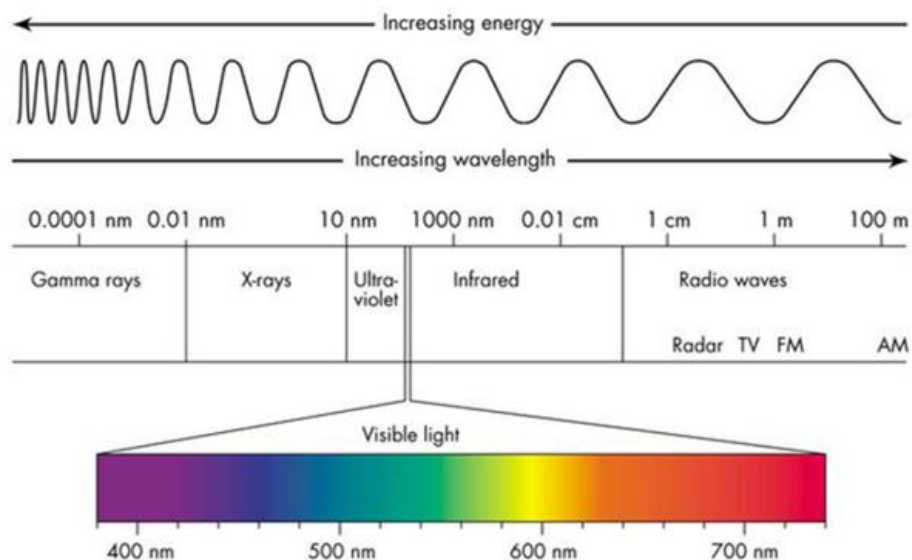 Increasing energy
Increasing wavelength
0.0001 nm 0.01 nm 10 nm 1000 nm 0.01 cm 1 cm 1 m 100 m
Gamma rays X-rays Ultra- Infrared Radio waves
violet
Radar TV FM AM
Visible light
400 nm 500 nm 600 nm 700 nm